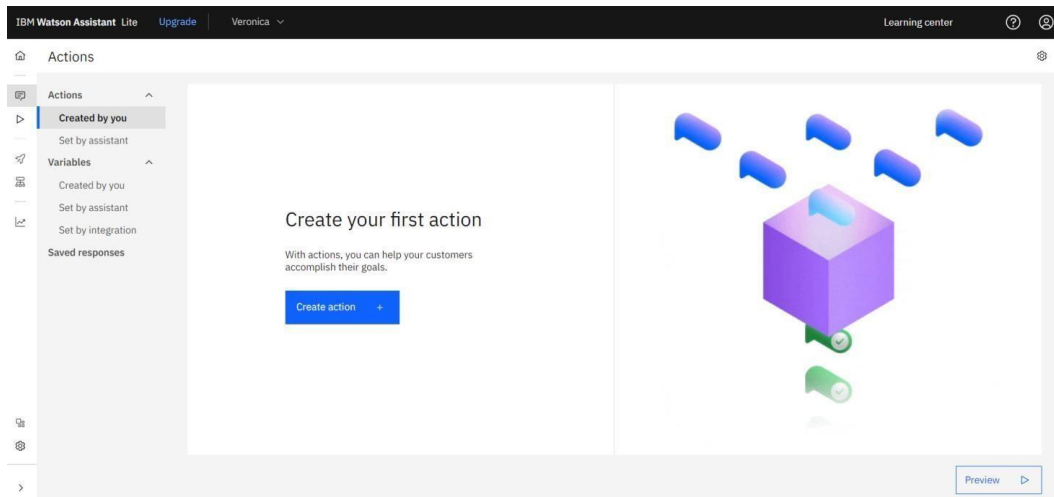 IBM Watson Assistant Lite Upgrade Veronica Learning center
Actions
Actions
Created by you
Set by assistant
Variables
Created by you
Set by assistant
Set by integration
Saved responses
Create your first action
With actions, you can help your customers
accomplish their goals.
Create action +
Preview